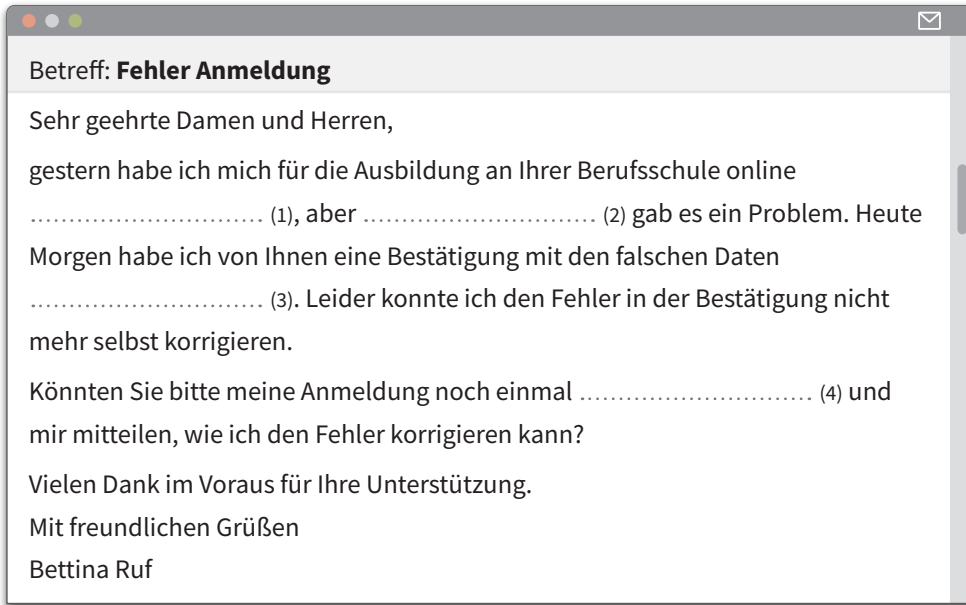 Betreff: Fehler Anmeldung
Sehr geehrte Damen und Herren,
gestern habe ich mich für die Ausbildung an Ihrer Berufsschule online
.............................. (1), aber .............................. (2) gab es ein Problem. Heute
Morgen habe ich von Ihnen eine Bestätigung mit den falschen Daten
.............................. (3). Leider konnte ich den Fehler in der Bestätigung nicht
mehr selbst korrigieren.
Könnten Sie bitte meine Anmeldung noch einmal .............................. (4) und
mir mitteilen, wie ich den Fehler korrigieren kann?
Vielen Dank im Voraus für Ihre Unterstützung.
Mit freundlichen Grüßen
Bettina Ruf